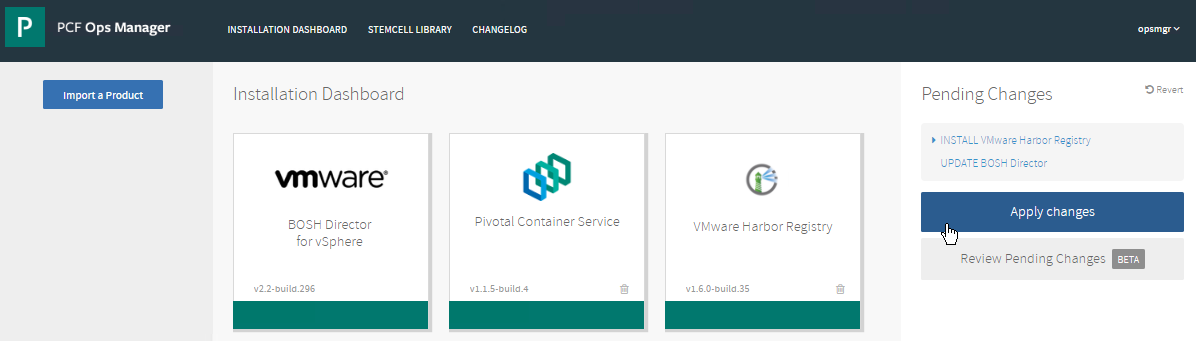 P PCF Ops Manager
INSTALLATION DASHBOARD STEMCELL LIBRARY CHANGELOG
opsmgr
Import a Product
Installation Dashboard
vmware®
BOSH Director
for vSphere
v2.2-build.296
Pivotal Container Service
v1.1.5-build.4
VMware Harbor Registry
v1.6.0-build.35
Pending Changes
Revert
INSTALL VMware Harbor Registry
UPDATE BOSH Director
Apply changes
Review Pending Changes BETA